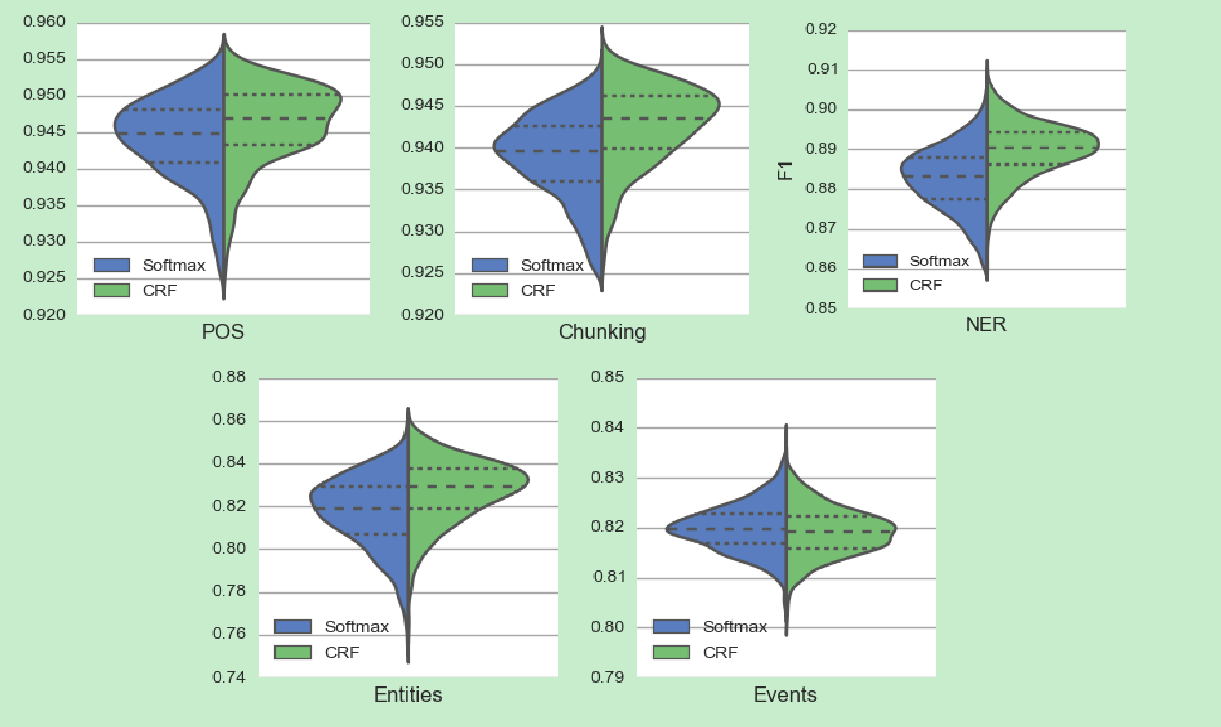 0.960
0.955
0.950
0.945
0.940
0.935
0.930
0.925
0.920
Softmax
CRF
POS
0.955
0.950
0.945
0.940
0.935
0.930
0.925
0.920
Softmax
CRF
Chunking
0.92
0.91
0.90
0.89
0.88
0.87
0.86
0.85
F1
Softmax
CRF
NER
0.88
0.86
0.84
0.82
0.80
0.78
0.76
0.74
Softmax
CRF
Entities
0.85
0.84
0.83
0.82
0.81
0.80
0.79
Softmax
CRF
Events